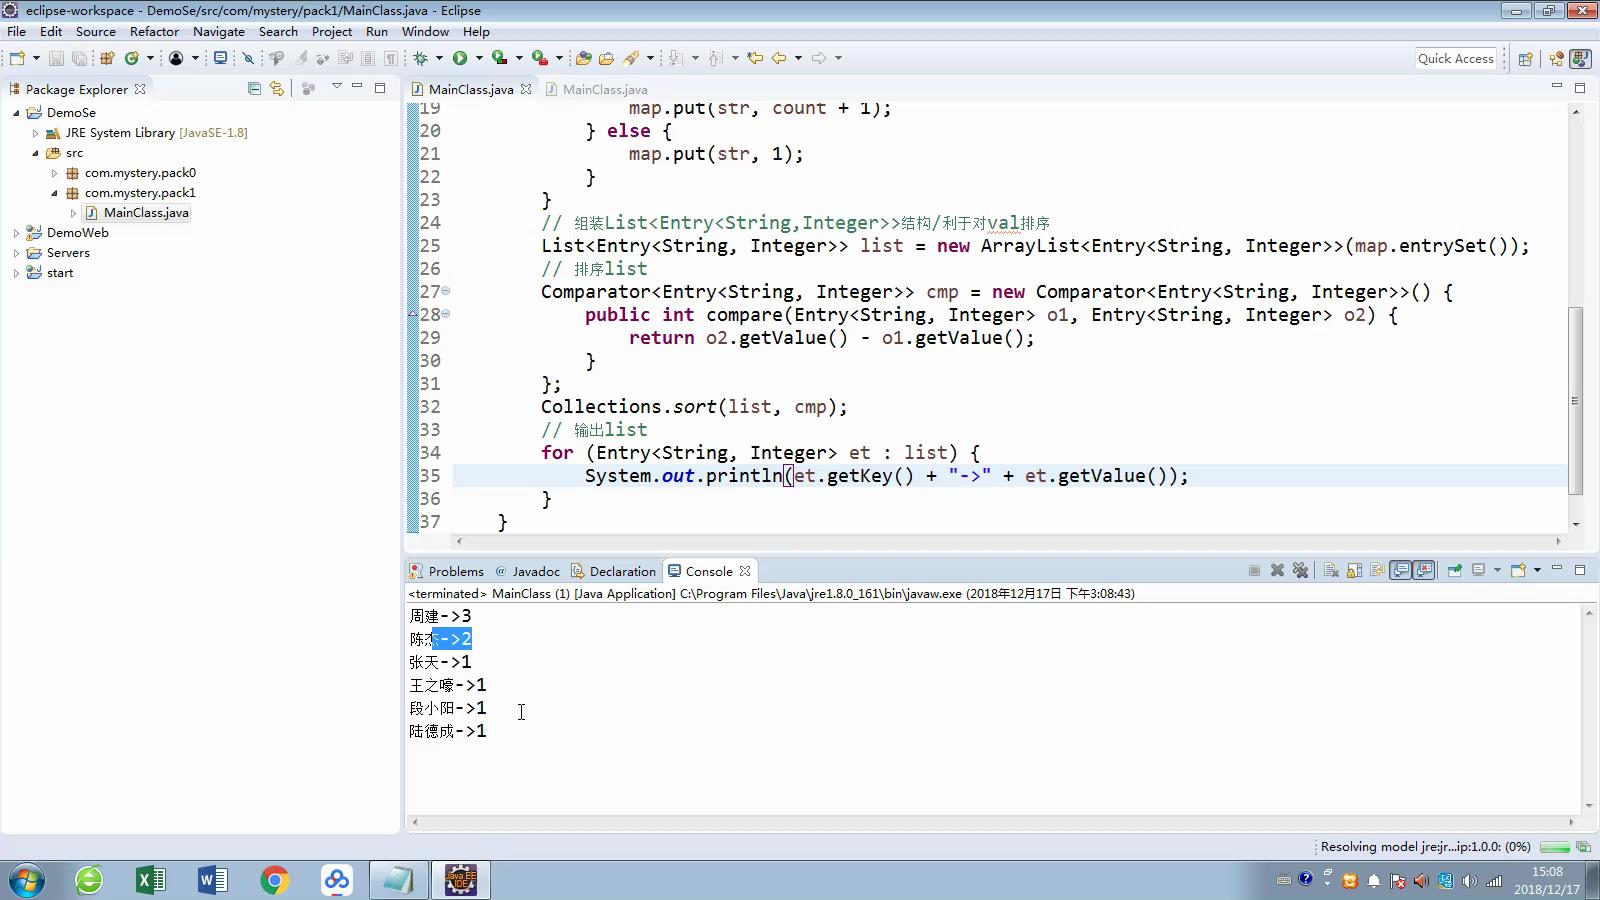 eclipse-workspace - DemoSe/src/com/mystery/pack1/MainClass.java - Eclipse
File Edit Source Refactor Navigate Search Project Run Window Help
Quick Access
Package Explorer
DemoSe
JRE System Library [JavaSE-1.8]
src
com.mystery.pack0
com.mystery.pack1
MainClass.java
DemoWeb
Servers
start
MainClass.java MainClass.java
19 map.put(str, count + 1);
20 } else {
21 map.put(str, 1);
22 }
23 }
24 // 组装List<Entry<String,Integer>>结构/利于对val排序
25 List<Entry<String, Integer>> list = new ArrayList<Entry<String, Integer>>(map.entrySet());
26 // 排序list
27 Comparator<Entry<String, Integer>> cmp = new Comparator<Entry<String, Integer>>() {
28 public int compare(Entry<String, Integer> o1, Entry<String, Integer> o2) {
29 return o2.getValue() - o1.getValue();
30 }
31 };
32 Collections.sort(list, cmp);
33 // 输出list
34 for (Entry<String, Integer> et : list) {
35 System.out.println(et.getKey() + "->" + et.getValue());
36 }
37 }
Problems @ Javadoc Declaration Console
<terminated> MainClass (1) [Java Application] C:\Program Files\Java\jre1.8.0_161\bin\javaw.exe (2018年12月17日 下午3:08:43)
周建->3
陈杰->2
张天->1
王之嚎->1
段小阳->1
陆德成->1
Resolving model jre:jr...ip:1.0.0: (0%)
Java EE
IDE
15:08
2018/12/17